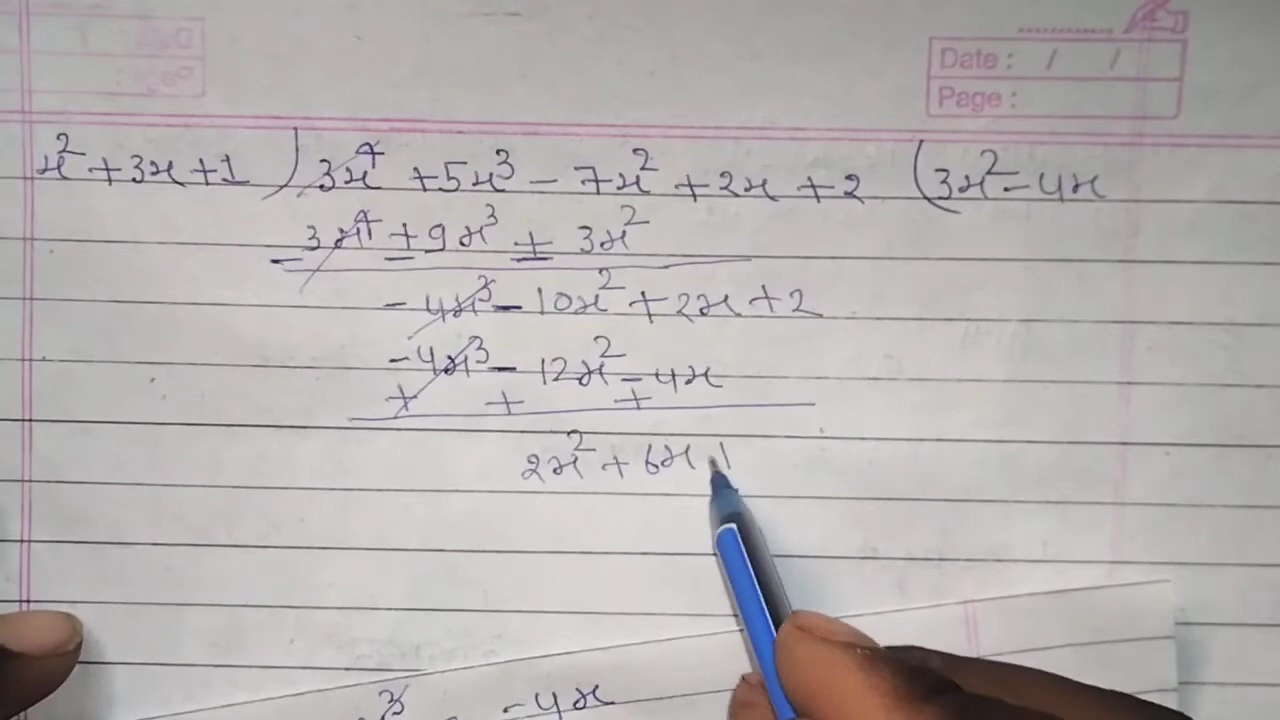 Date : / /
Page :
x² + 3x + 1 ) 3x⁴ + 5x³ - 7x² + 2x + 2 ( 3x² - 4x
3x⁴ + 9x³ + 3x²
- - -
- 4x³ - 10x² + 2x + 2
- 4x³ - 12x² - 4x
+ + +
2x² + 6x
- 4x